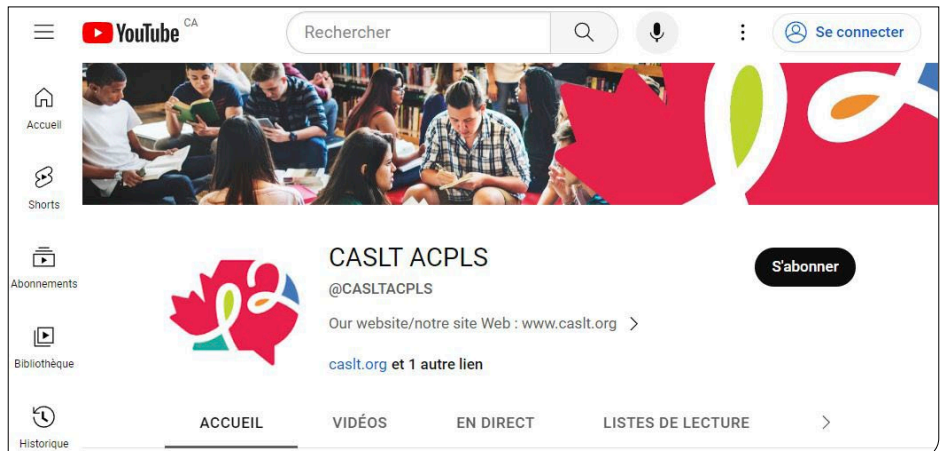 YouTube CA
Rechercher
Se connecter
Accueil
Shorts
Abonnements
Bibliothèque
Historique
CASLT ACPLS
@CASLTACPLS
S'abonner
Our website/notre site Web : www.caslt.org
caslt.org et 1 autre lien
ACCUEIL VIDÉOS EN DIRECT LISTES DE LECTURE